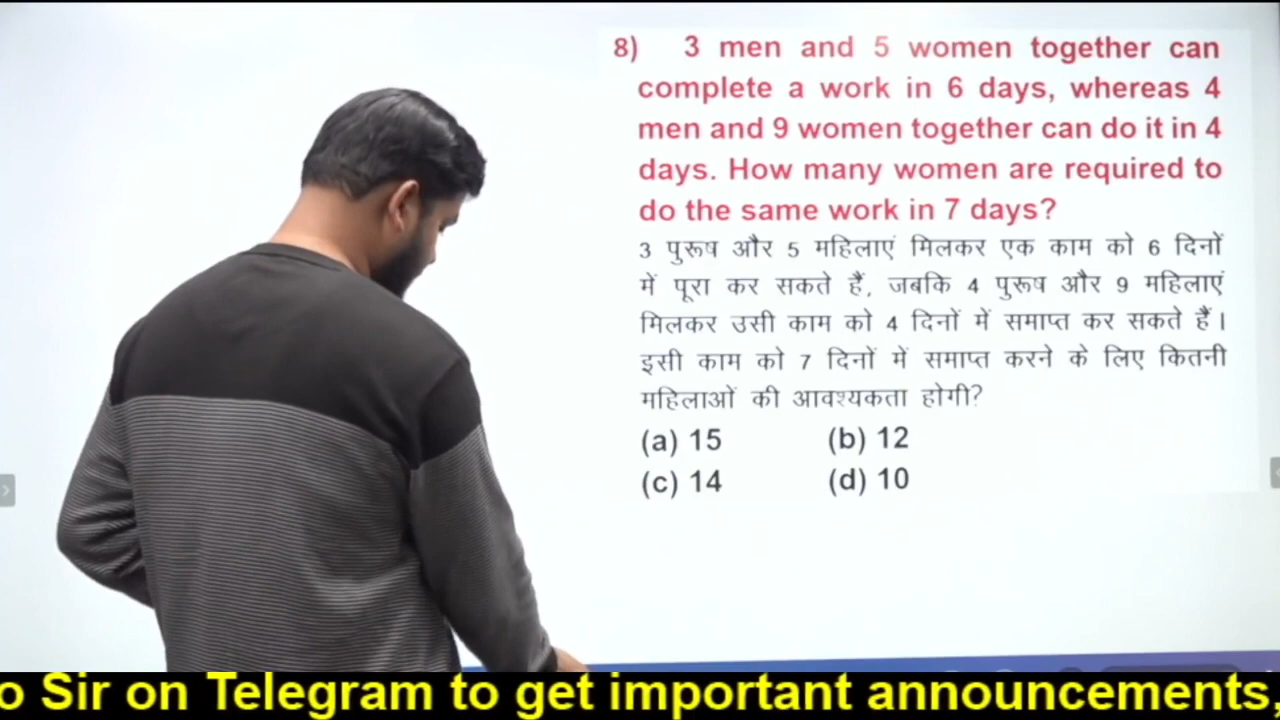 8) 3 men and 5 women together can
complete a work in 6 days, whereas 4
men and 9 women together can do it in 4
days. How many women are required to
do the same work in 7 days?
3 पुरूष और 5 महिलाएं मिलकर एक काम को 6 दिनों
में पूरा कर सकते हैं, जबकि 4 पुरूष और 9 महिलाएं
मिलकर उसी काम को 4 दिनों में समाप्त कर सकते हैं।
इसी काम को 7 दिनों में समाप्त करने के लिए कितनी
महिलाओं की आवश्यकता होगी?
(a) 15 (b) 12
(c) 14 (d) 10
o Sir on Telegram to get important announcements,